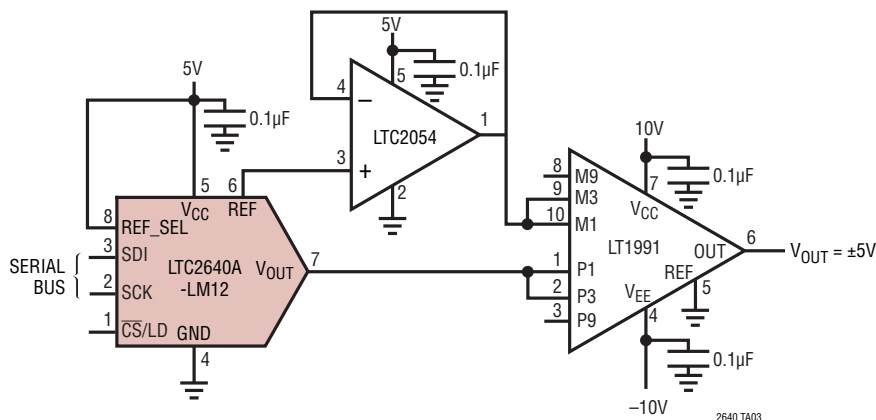 5V
5V
0.1µF
4
–
5
0.1µF
LTC2054
1
3
+
2
5
6
VCC
REF
8
REF_SEL
3
SDI
SERIAL
BUS
2
SCK
1
CS/LD
LTC2640A
-LM12
VOUT
7
GND
4
10V
0.1µF
7
VCC
8
M9
9
M3
10
M1
LT1991
OUT
6
VOUT = ±5V
1
P1
2
P3
3
P9
REF
5
VEE
4
0.1µF
–10V
2640 TA03